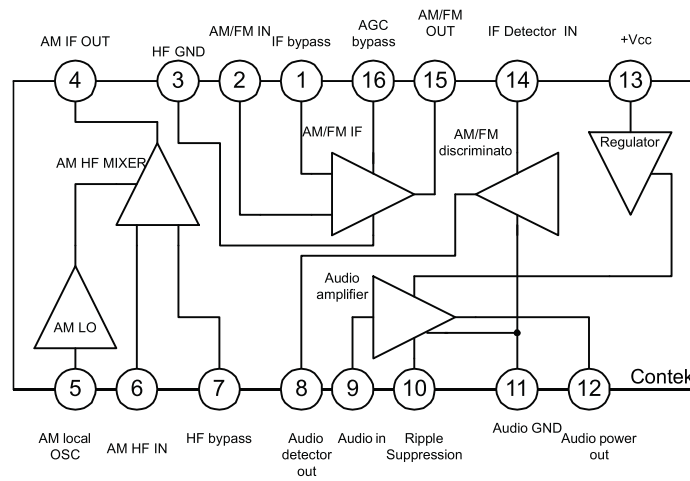 AM IF OUT
HF GND
AM/FM IN
IF bypass
AGC
bypass
AM/FM
OUT
IF Detector IN
+Vcc
4
3
2
1
16
15
14
13
AM/FM IF
AM/FM
discriminato
Regulator
AM HF MIXER
Audio
amplifier
AM LO
Contek
5
6
7
8
9
10
11
12
AM local
OSC
AM HF IN
HF bypass
Audio
detector
out
Audio in
Ripple
Suppression
Audio GND
Audio power
out